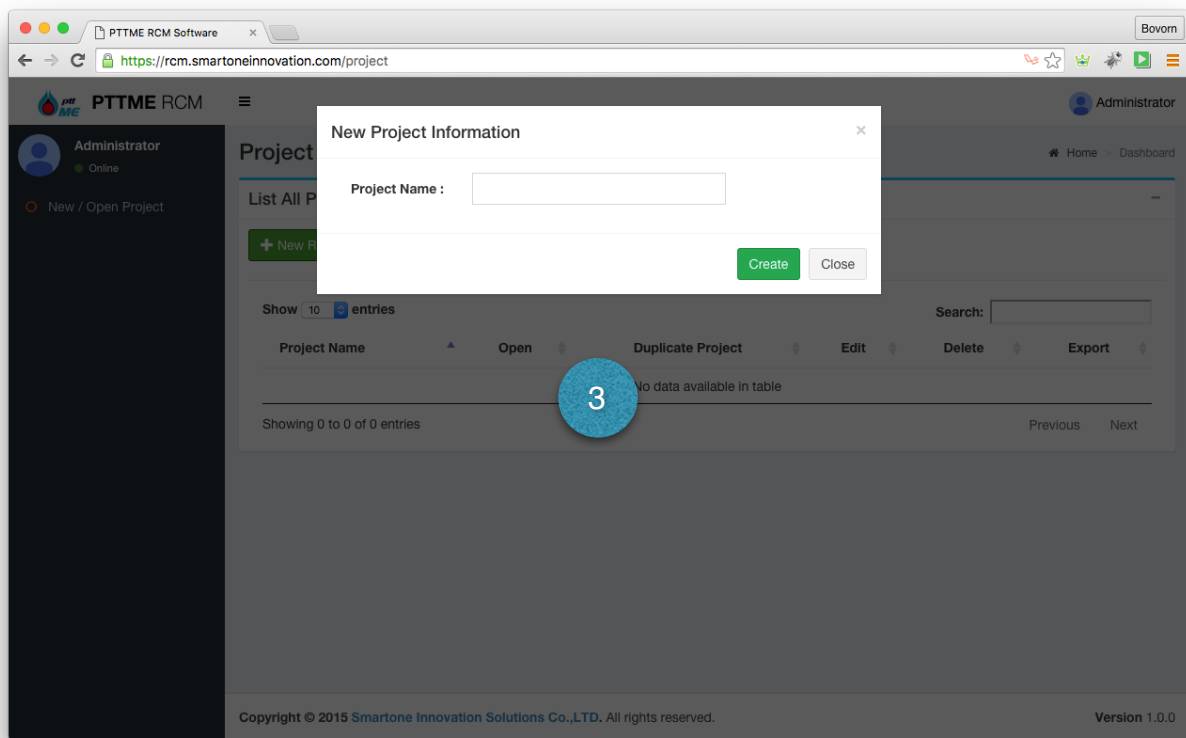 PTTME RCM Software
Bovorn
https://rcm.smartoneinnovation.com/project
ptt ME PTTME RCM
Administrator
Administrator
Online
New / Open Project
New Project Information
Project Name :
Create Close
Project
Home > Dashboard
List All P
New R
Show 10 entries
Search:
Project Name Open Duplicate Project Edit Delete Export
No data available in table
3
Showing 0 to 0 of 0 entries
Previous Next
Copyright © 2015 Smartone Innovation Solutions Co.,LTD. All rights reserved.
Version 1.0.0